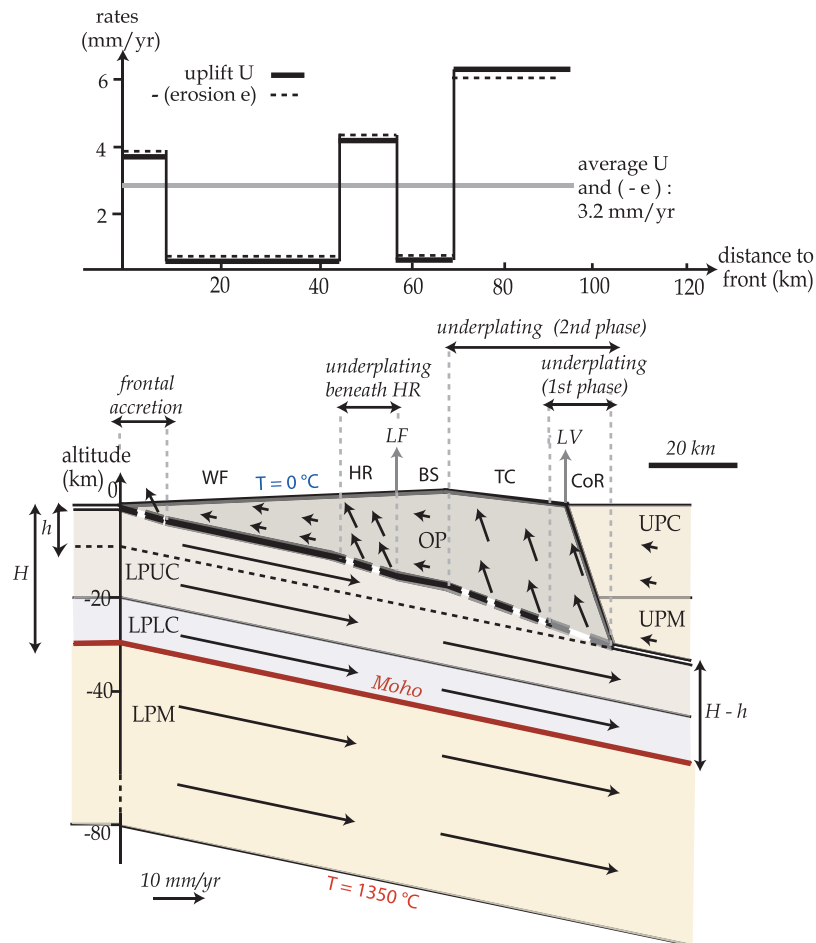 rates
(mm/yr)
6
4
2
uplift U
- (erosion e)
average U
and ( - e ) :
3.2 mm/yr
20
40
60
80
100
120
distance to
front (km)
underplating (2nd phase)
underplating
beneath HR
underplating
(1st phase)
frontal
accretion
LF
LV
20 km
altitude
(km)
0
WF
T = 0 °C
HR
BS
TC
CoR
h
H
OP
UPC
LPUC
-20
UPM
LPLC
Moho
-40
LPM
H - h
-80
10 mm/yr
T = 1350 °C